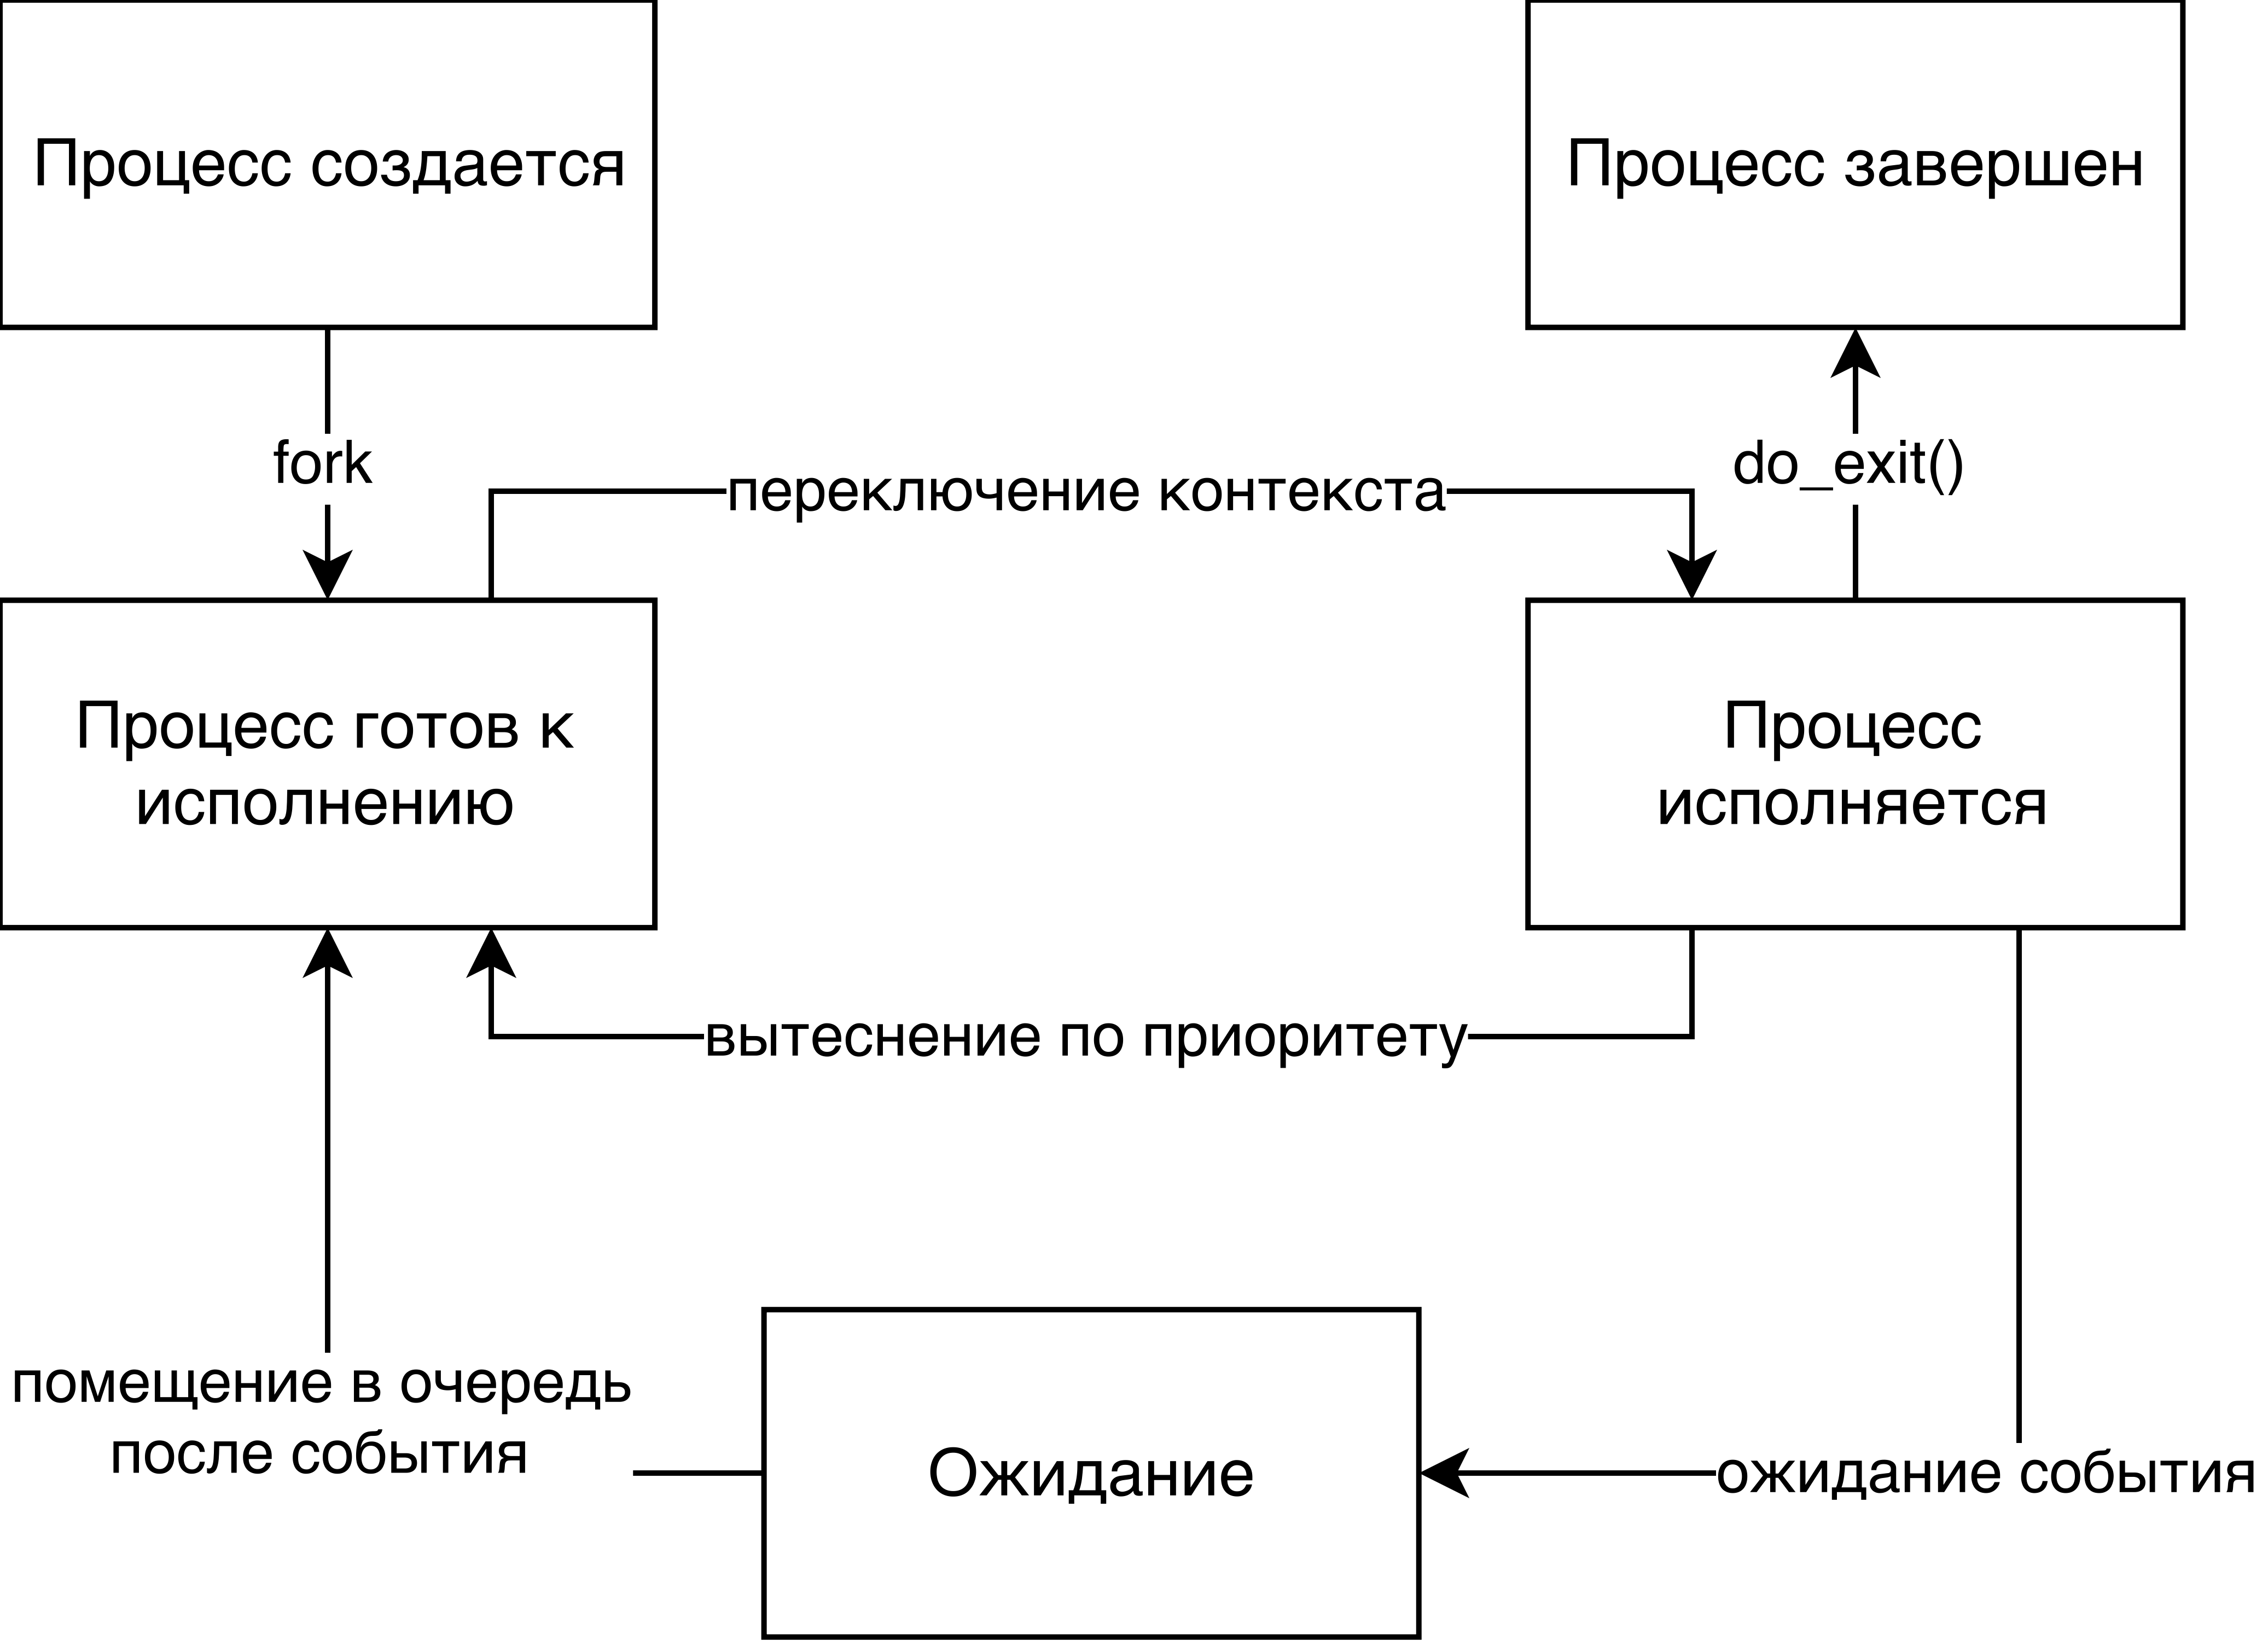 Процесс создается
Процесс завершен
fork
do_exit()
переключение контекста
Процесс готов к
исполнению
Процесс
исполняется
вытеснение по приоритету
помещение в очередь
после события
Ожидание
ожидание события